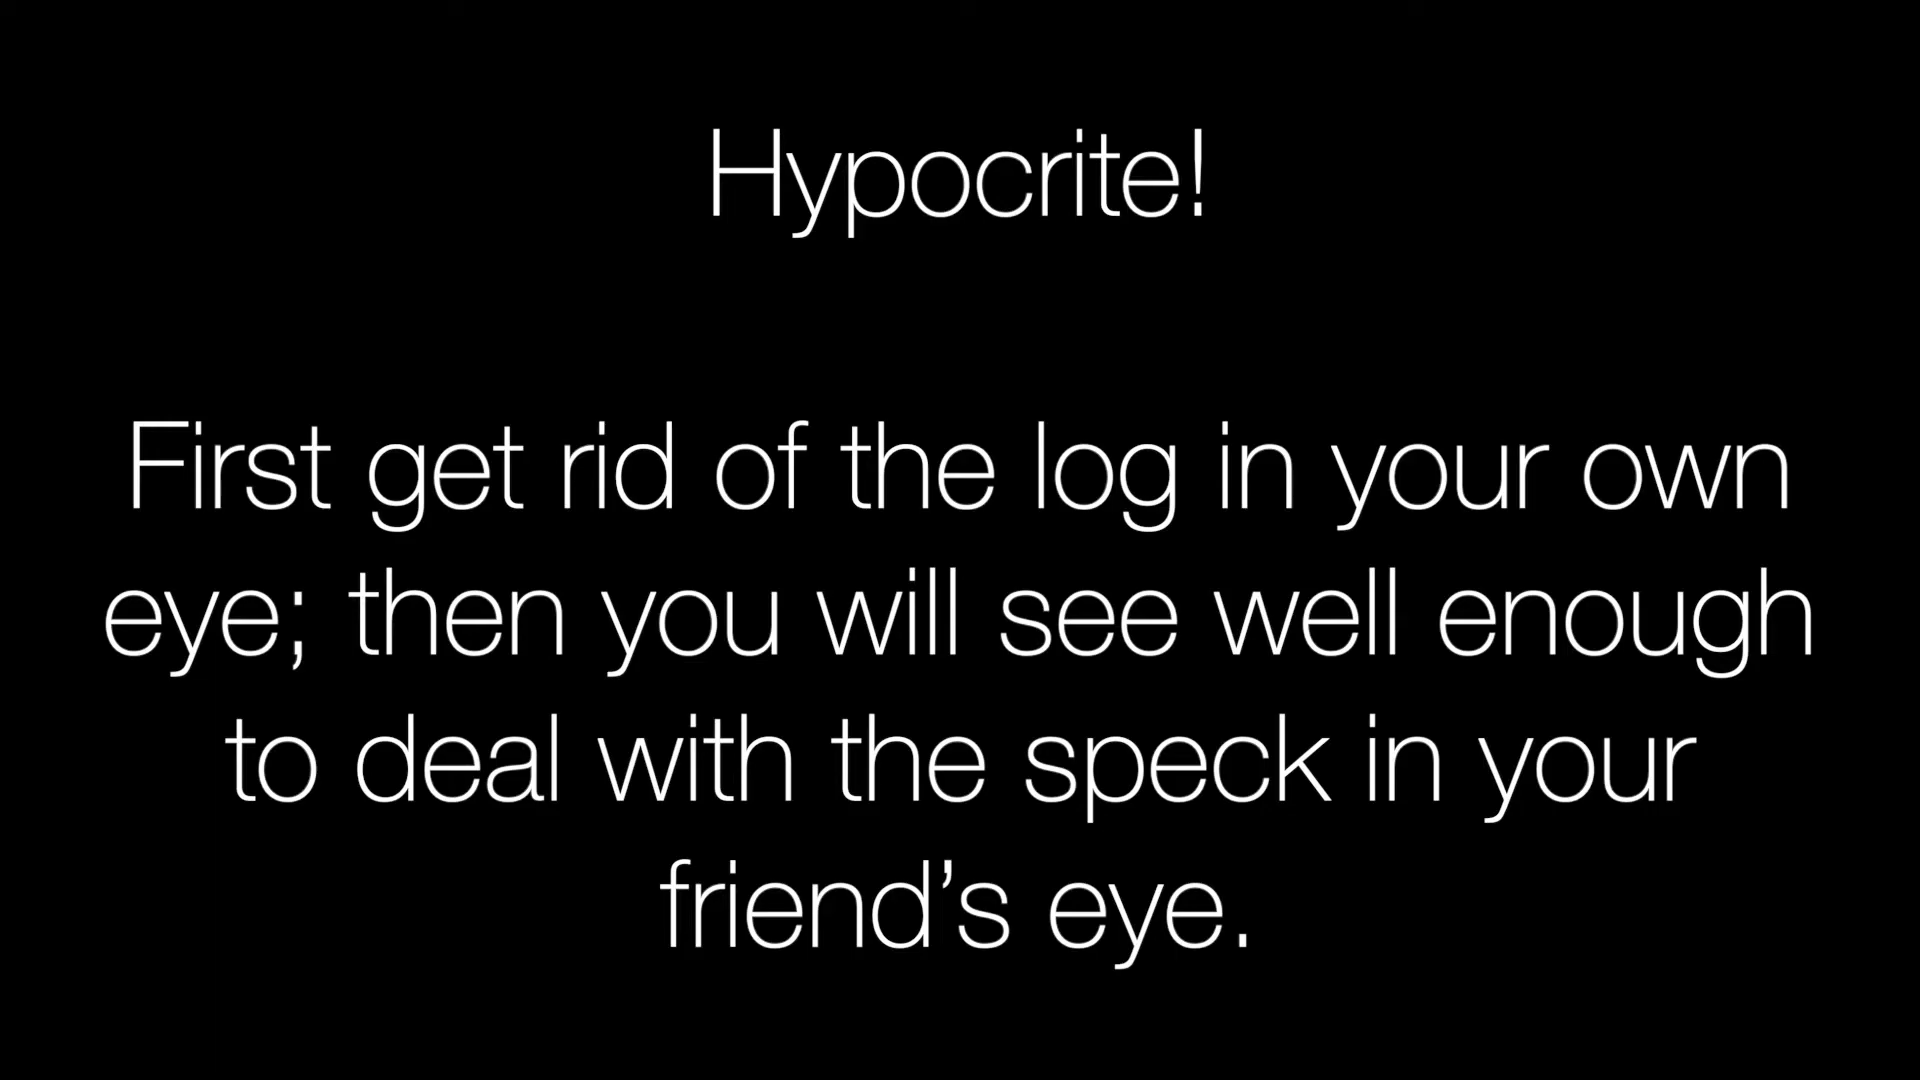 Hypocrite!
First get rid of the log in your own
eye; then you will see well enough
to deal with the speck in your
friend’s eye.